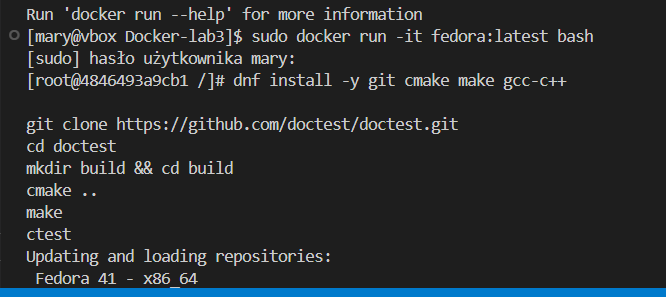 Run 'docker run --help' for more information
[mary@vbox Docker-lab3]$ sudo docker run -it fedora:latest bash
[sudo] hasło użytkownika mary:
[root@4846493a9cb1 /]# dnf install -y git cmake make gcc-c++
git clone https://github.com/doctest/doctest.git
cd doctest
mkdir build && cd build
cmake ..
make
ctest
Updating and loading repositories:
Fedora 41 - x86_64